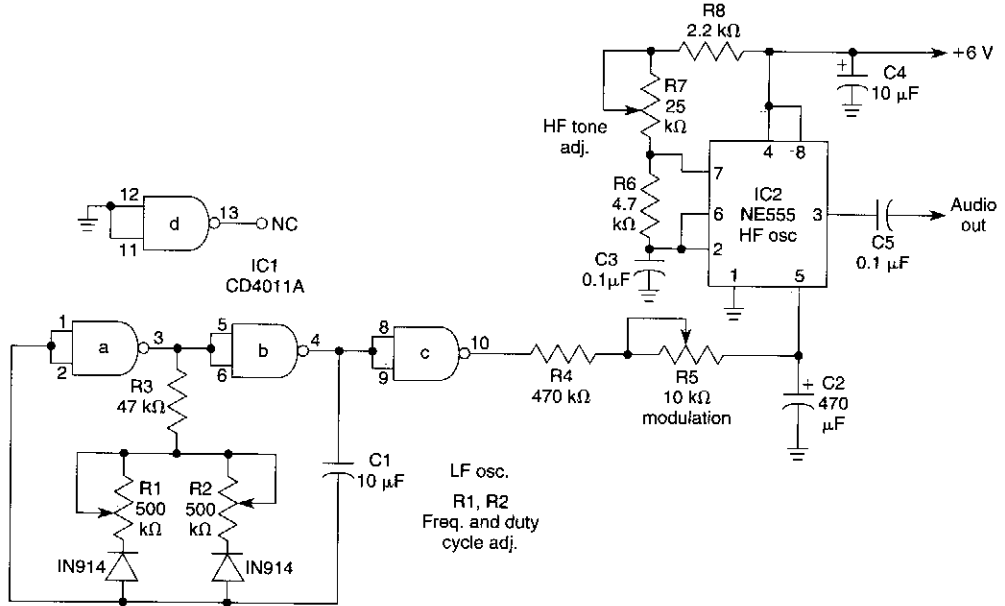 R8
2.2 kΩ
+6 V
+
C4
10 µF
R7
25
kΩ
HF tone
adj.
4
8
7
R6
4.7
kΩ
6
2
IC2
NE555
HF osc
3
C5
0.1 µF
Audio
out
C3
0.1µF
1
5
12
11
d
13
NC
IC1
CD4011A
1
2
a
3
5
6
b
4
8
9
c
10
R3
47 kΩ
R4
470 kΩ
R5
10 kΩ
modulation
+
C2
470
µF
R1
500
kΩ
R2
500
kΩ
C1
10 µF
IN914
IN914
LF osc.
R1, R2
Freq. and duty
cycle adj.